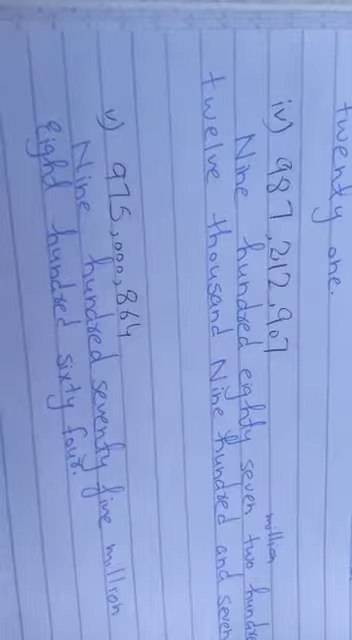 twenty one.
iv) 987,212,907
Nine hundred eighty seven million two hundre
twelve thousand Nine hundred and seven
v) 975,000,864
Nine hundred seventy five million
Eight hundred sixty four.